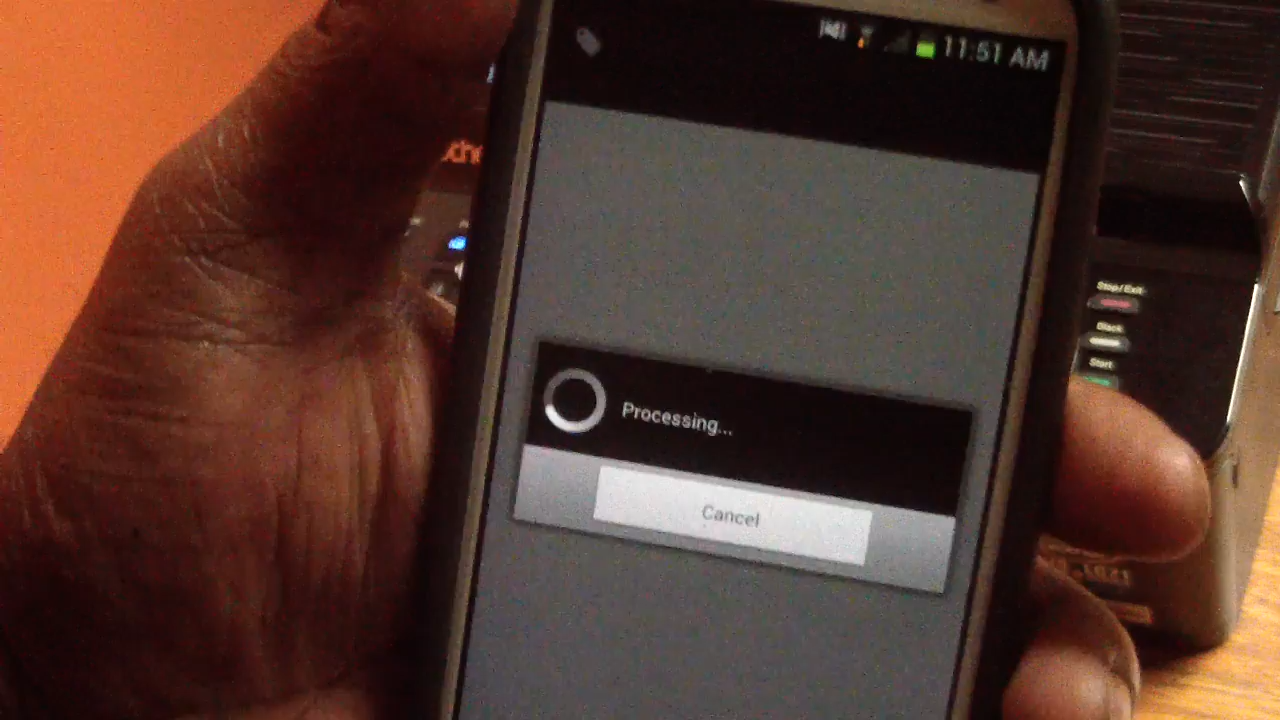 11:51 AM
Processing...
Cancel
Stop/Exit
Black
Start